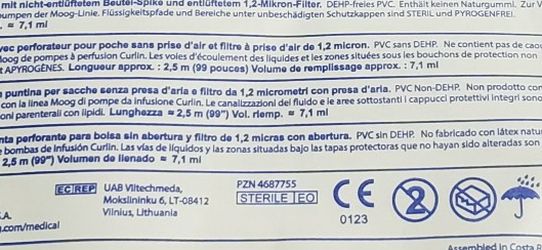 mit nicht-entlüftetem Beutel-Spike und entlüftetem 1,2-Mikron-Filter. DEHP-freies PVC. Enthält keinen Naturgummi. Zur V
umpen der Moog-Linie. Flüssigkeitspfade und Bereiche unter unbeschädigten Schutzkappen sind STERIL und PYROGENFREI.
≈ 7,1 ml
vec perforateur pour poche sans prise d'air et filtre à prise d'air de 1,2 micron. PVC sans DEHP. Ne contient pas de caou
Moog de pompes à perfusion Curlin. Les voies d'écoulement des liquides et les zones situées sous les bouchons de protection non
t APYROGÈNES. Longueur approx. : 2,5 m (99 pouces) Volume de remplissage approx. : 7,1 ml
puntina per sacche senza presa d'aria e filtro da 1,2 micrometri con presa d'aria. PVC Non-DEHP. Non prodotto con
con la linea Moog di pompe da infusione Curlin. Le canalizzazioni del fluido e le aree sottostanti i cappucci protettivi integri sono
ioni parenterali con lipidi. Lunghezza ≈ 2,5 m (99") Vol. riemp. ≈ 7,1 ml
nta perforante para bolsa sin abertura y filtro de 1,2 micras con abertura. PVC sin DEHP. No fabricado con látex natura
e bombas de infusión Curlin. Las vías de líquidos y las zonas situadas bajo las tapas protectoras que no hayan sido alteradas son
2,5 m (99") Volumen de llenado ≈ 7,1 ml
EC REP UAB Viltechmeda,
Mokslininku 6, LT-08412
Vilnius, Lithuania
PZN 4687755
STERILE EO
CE
0123
2
S.A.
.com/medical
Assembled in Costa R